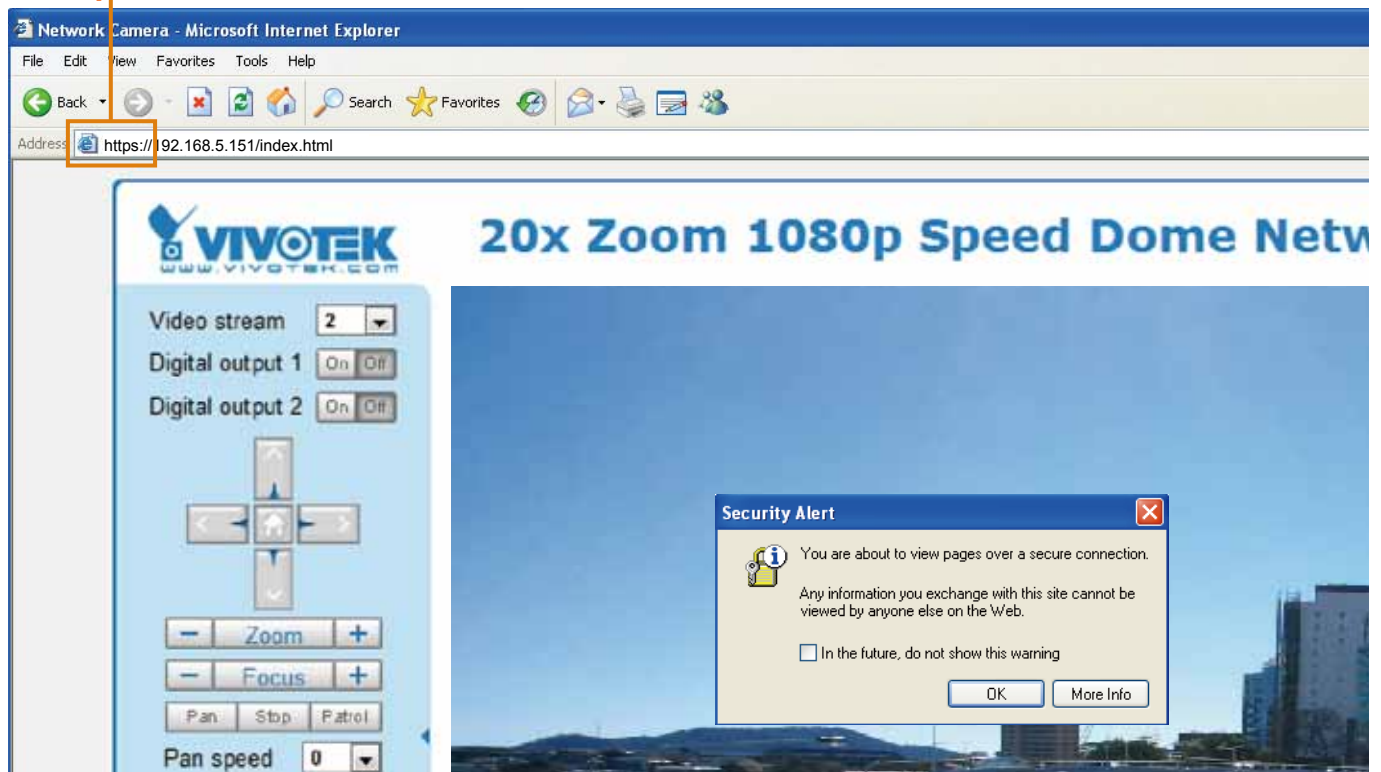 Network Camera - Microsoft Internet Explorer
File Edit View Favorites Tools Help
Back Search Favorites
Address https://192.168.5.151/index.html
VIVOTEK
WWW.VIVOTEK.COM
20x Zoom 1080p Speed Dome Netw
Video stream 2
Digital output 1 On Off
Digital output 2 On Off
Security Alert
You are about to view pages over a secure connection.
Any information you exchange with this site cannot be
viewed by anyone else on the Web.
In the future, do not show this warning
OK More Info
- Zoom +
- Focus +
Pan Stop Patrol
Pan speed 0